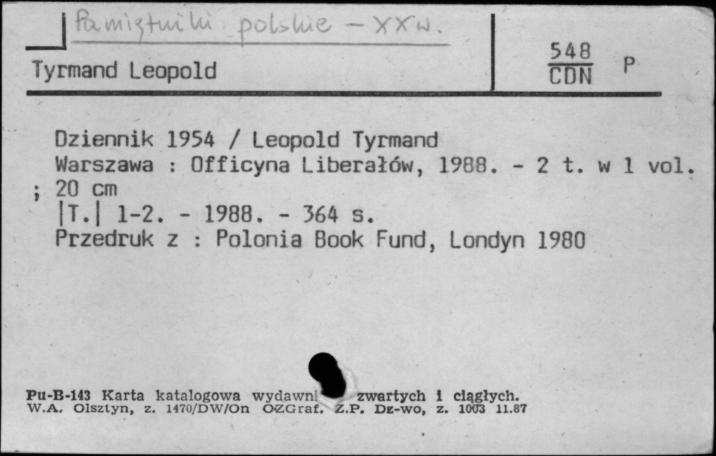 Pamiętniki polskie - XX w.
Tyrmand Leopold
548
CDN
P
Dziennik 1954 / Leopold Tyrmand
Warszawa : Officyna Liberałów, 1988. - 2 t. w 1 vol.
; 20 cm
|T.| 1-2. - 1988. - 364 s.
Przedruk z : Polonia Book Fund, Londyn 1980
Pu-B-143 Karta katalogowa wydawni zwartych i ciągłych.
W.A. Olsztyn, z. 1470/DW/On OZGraf. Z.P. Dz-wo, z. 1003 11.87